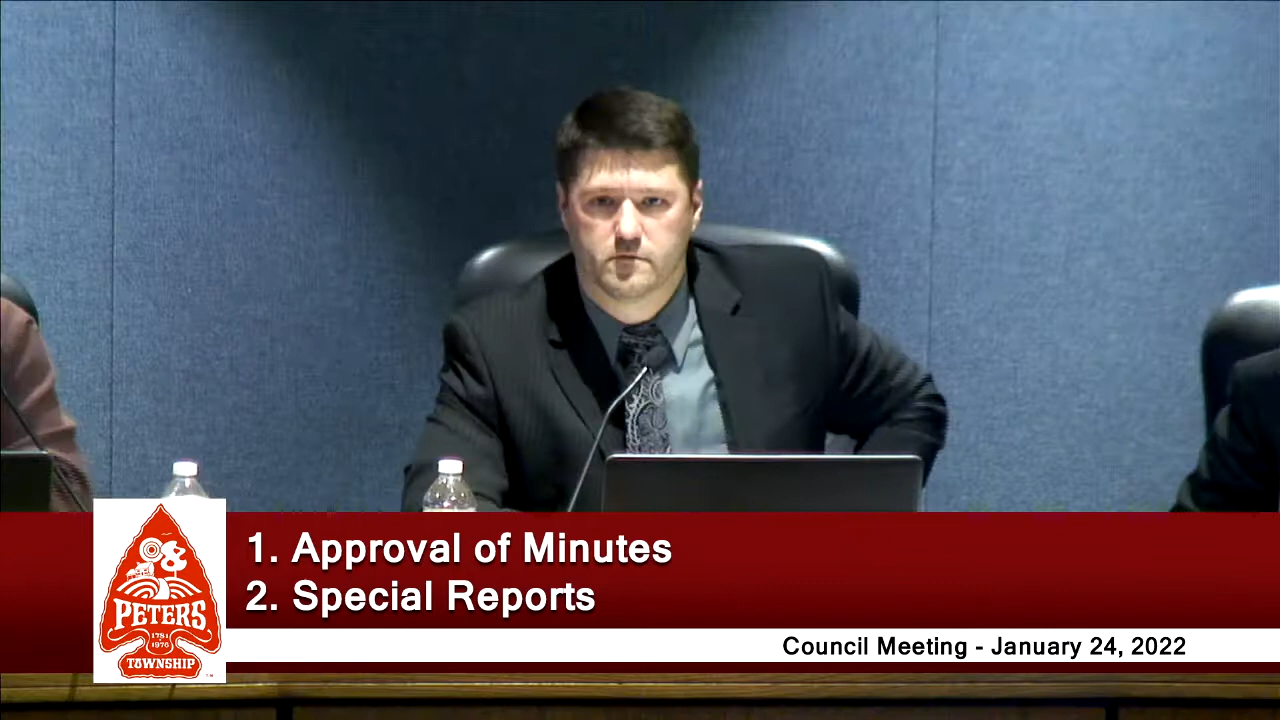 1. Approval of Minutes
2. Special Reports
Council Meeting - January 24, 2022
PETERS
1781
1976
TOWNSHIP